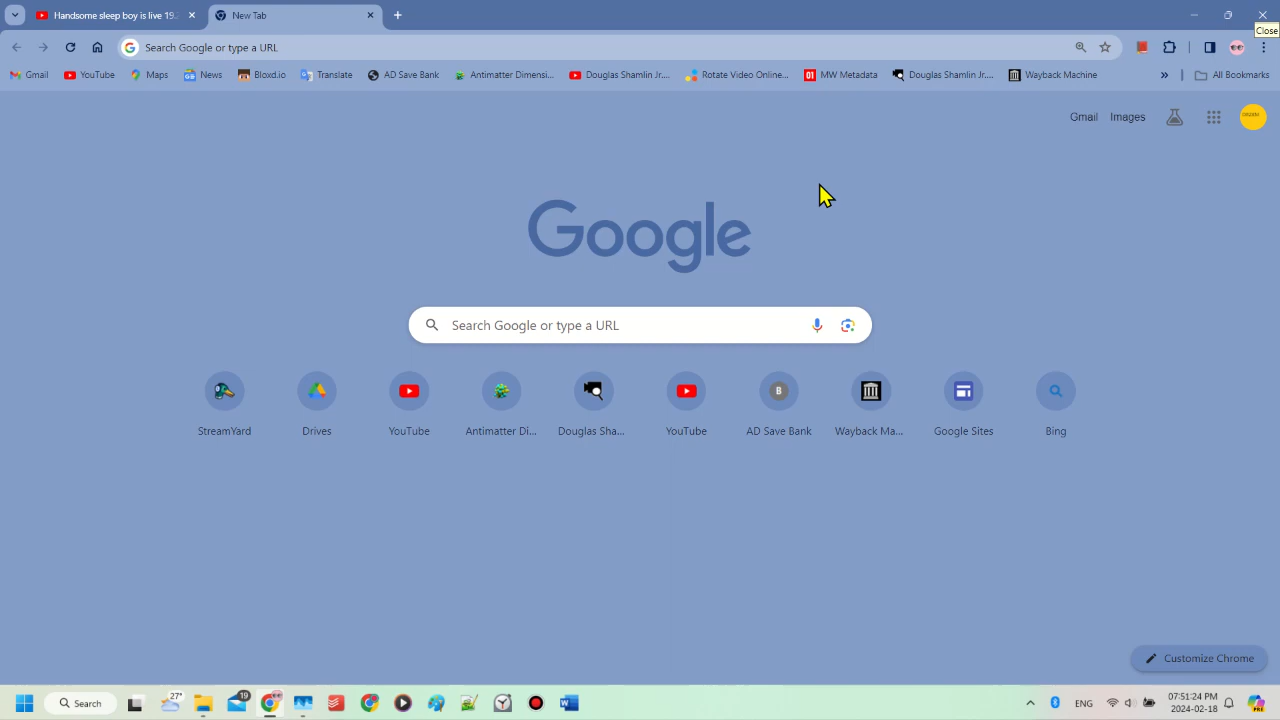 Handsome sleep boy is live 19.
New Tab
Close
Search Google or type a URL
Gmail
YouTube
Maps
News
Bloxd.io
Translate
AD Save Bank
Antimatter Dimensi...
Douglas Shamlin Jr....
Rotate Video Online...
MW Metadata
Douglas Shamlin Jr....
Wayback Machine
»
All Bookmarks
Gmail
Images
Google
Search Google or type a URL
StreamYard
Drives
YouTube
Antimatter Di...
Douglas Sha...
YouTube
B
AD Save Bank
Wayback Ma...
Google Sites
Bing
Customize Chrome
Search
27°
19
ENG
07:51:24
2024-02-18
PRE